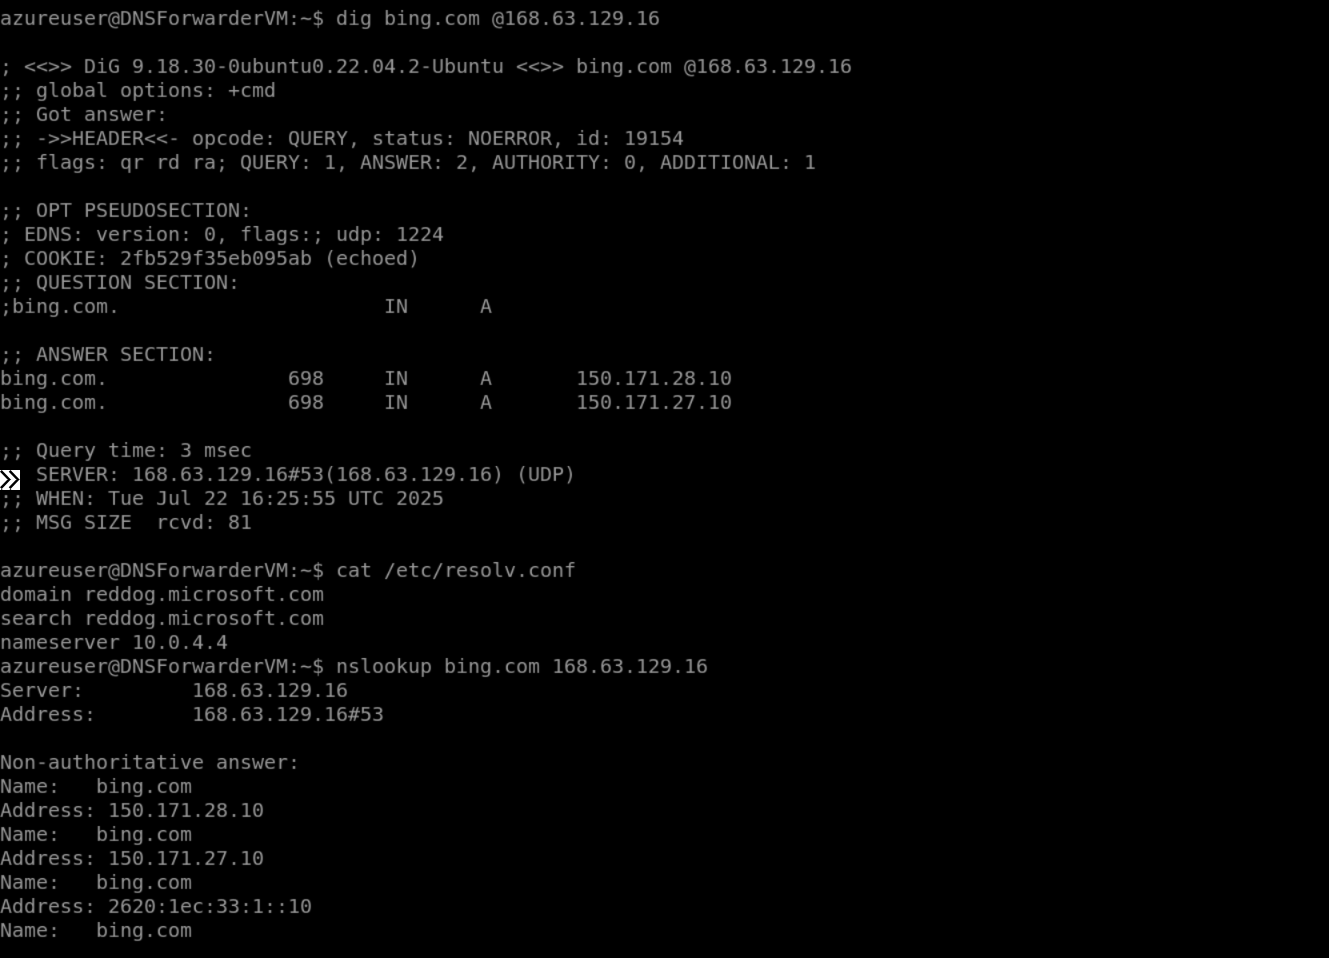 azureuser@DNSForwarderVM:~$ dig bing.com @168.63.129.16
; <<>> DiG 9.18.30-0ubuntu0.22.04.2-Ubuntu <<>> bing.com @168.63.129.16
;; global options: +cmd
;; Got answer:
;; ->>HEADER<<- opcode: QUERY, status: NOERROR, id: 19154
;; flags: qr rd ra; QUERY: 1, ANSWER: 2, AUTHORITY: 0, ADDITIONAL: 1
;; OPT PSEUDOSECTION:
; EDNS: version: 0, flags:; udp: 1224
; COOKIE: 2fb529f35eb095ab (echoed)
;; QUESTION SECTION:
;bing.com. IN A
;; ANSWER SECTION:
bing.com. 698 IN A 150.171.28.10
bing.com. 698 IN A 150.171.27.10
;; Query time: 3 msec
SERVER: 168.63.129.16#53(168.63.129.16) (UDP)
;; WHEN: Tue Jul 22 16:25:55 UTC 2025
;; MSG SIZE  rcvd: 81
azureuser@DNSForwarderVM:~$ cat /etc/resolv.conf
domain reddog.microsoft.com
search reddog.microsoft.com
nameserver 10.0.4.4
azureuser@DNSForwarderVM:~$ nslookup bing.com 168.63.129.16
Server: 168.63.129.16
Address: 168.63.129.16#53
Non-authoritative answer:
Name: bing.com
Address: 150.171.28.10
Name: bing.com
Address: 150.171.27.10
Name: bing.com
Address: 2620:1ec:33:1::10
Name: bing.com